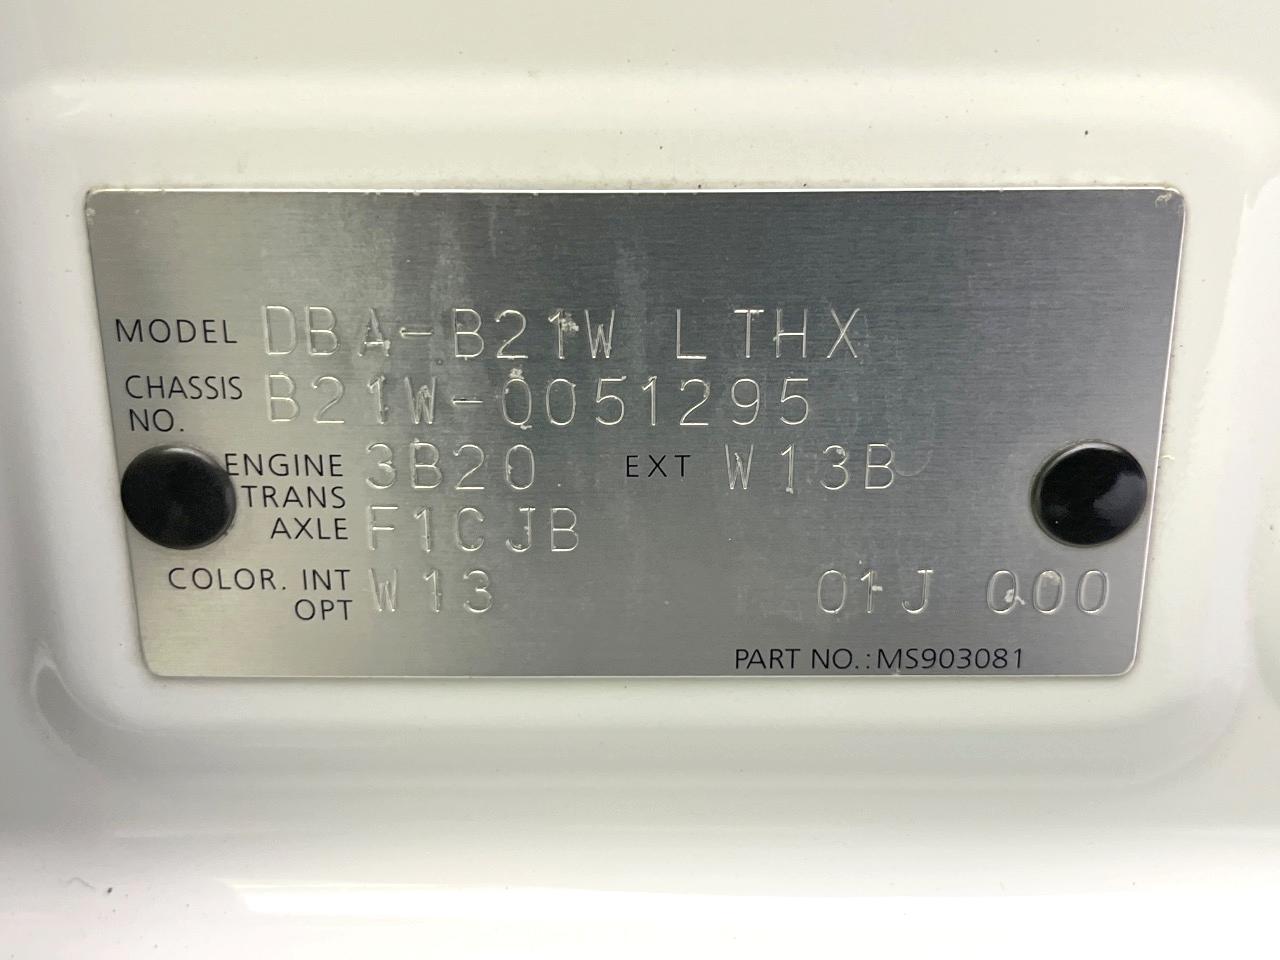 MODEL DBA-B21W LTHX
CHASSIS NO. B21W-0051295
ENGINE 3B20 EXT W13B
TRANS AXLE F1CJB
COLOR. INT W13 01J 000
OPT
PART NO.:MS903081